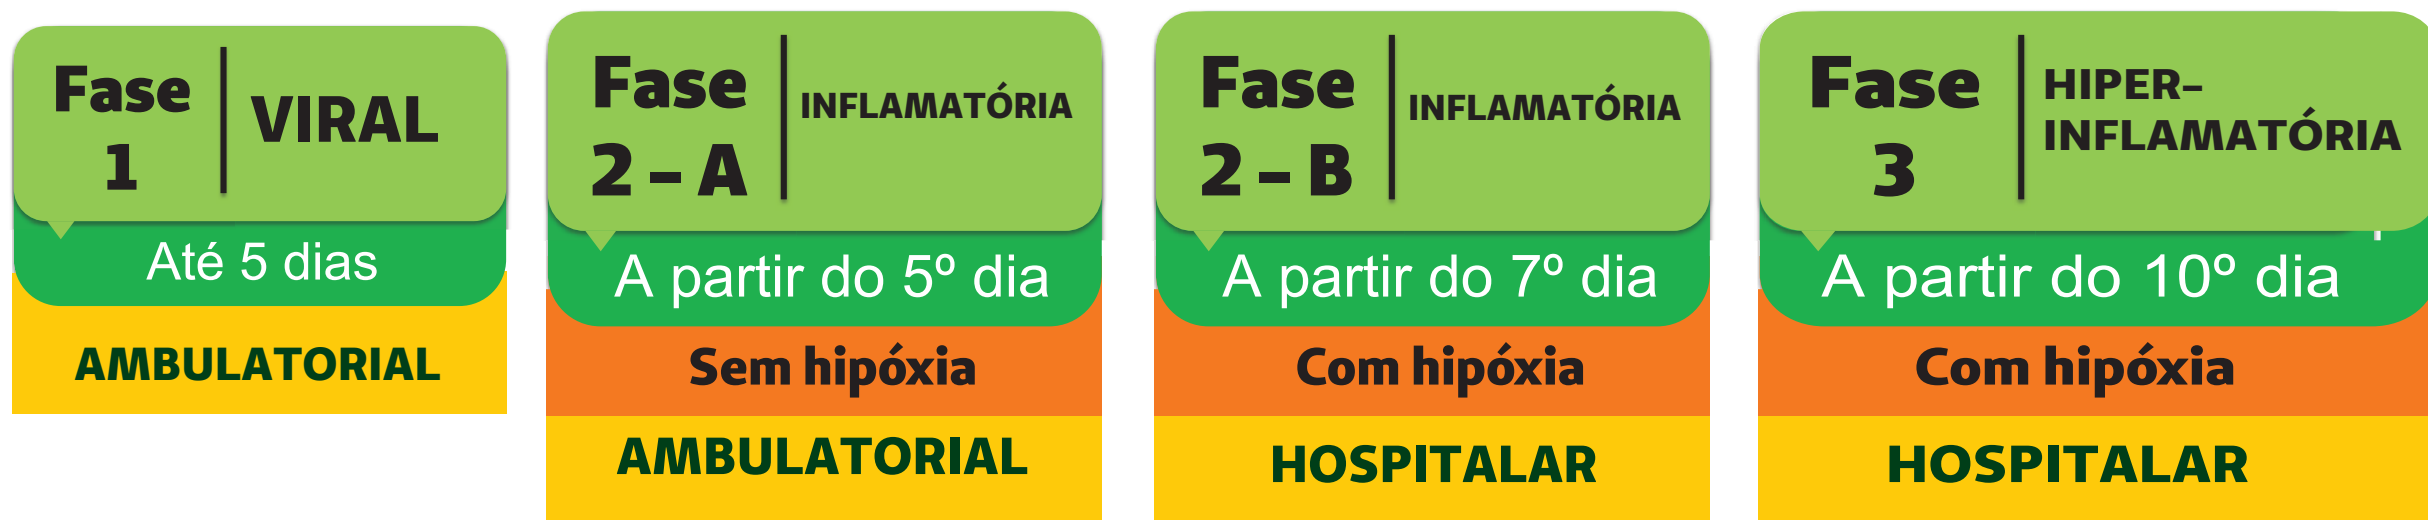 Fase
1
VIRAL
Até 5 dias
AMBULATORIAL
Fase
2 – A
INFLAMATÓRIA
A partir do 5º dia
Sem hipóxia
AMBULATORIAL
Fase
2 – B
INFLAMATÓRIA
A partir do 7º dia
Com hipóxia
HOSPITALAR
Fase
3
HIPER–
INFLAMATÓRIA
A partir do 10º dia
Com hipóxia
HOSPITALAR